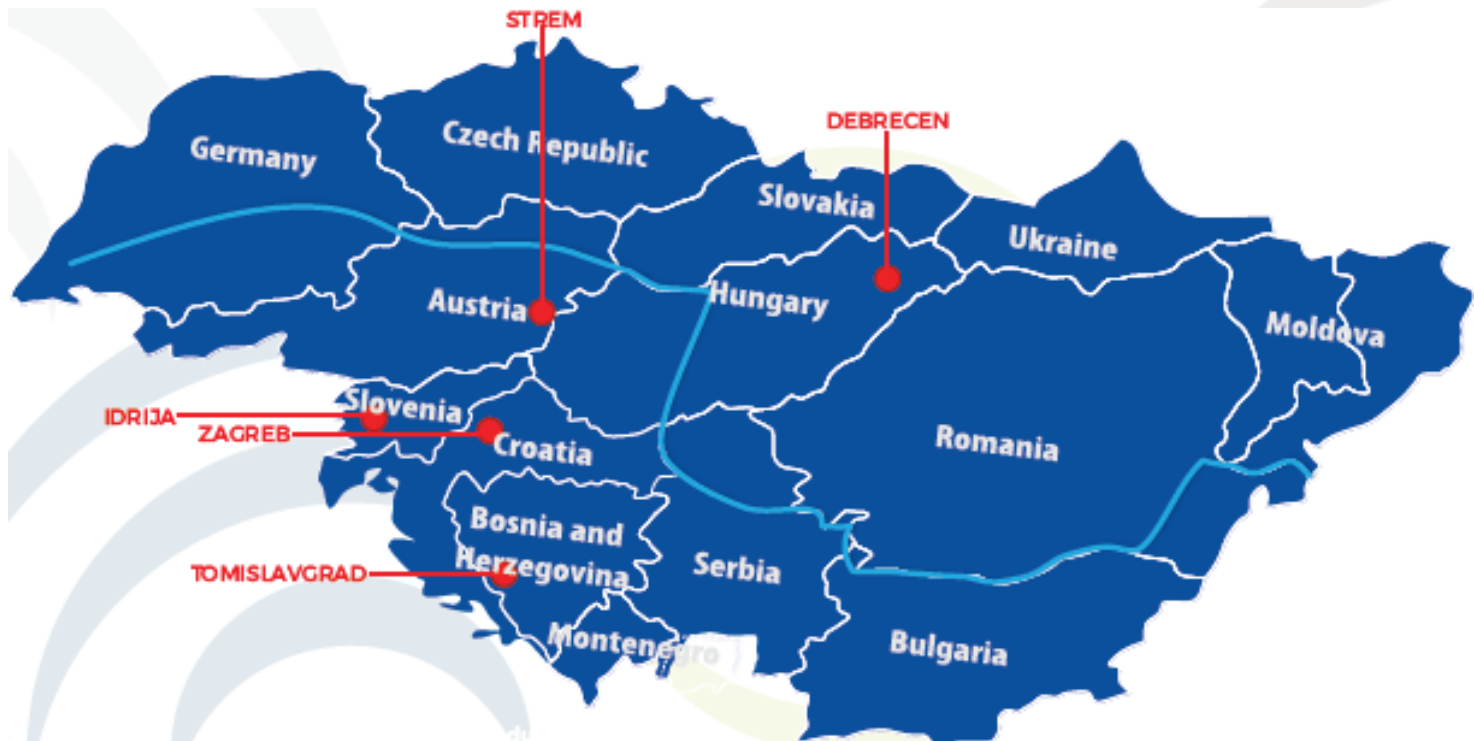 STREM
DEBRECEN
Czech Republic
Germany
Slovakia
Ukraine
Austria
Hungary
Moldova
IDRIJA
Slovenia
ZAGREB
Croatia
Romania
Bosnia and
Herzegovina
TOMISLAVGRAD
Serbia
Montenegro
Bulgaria